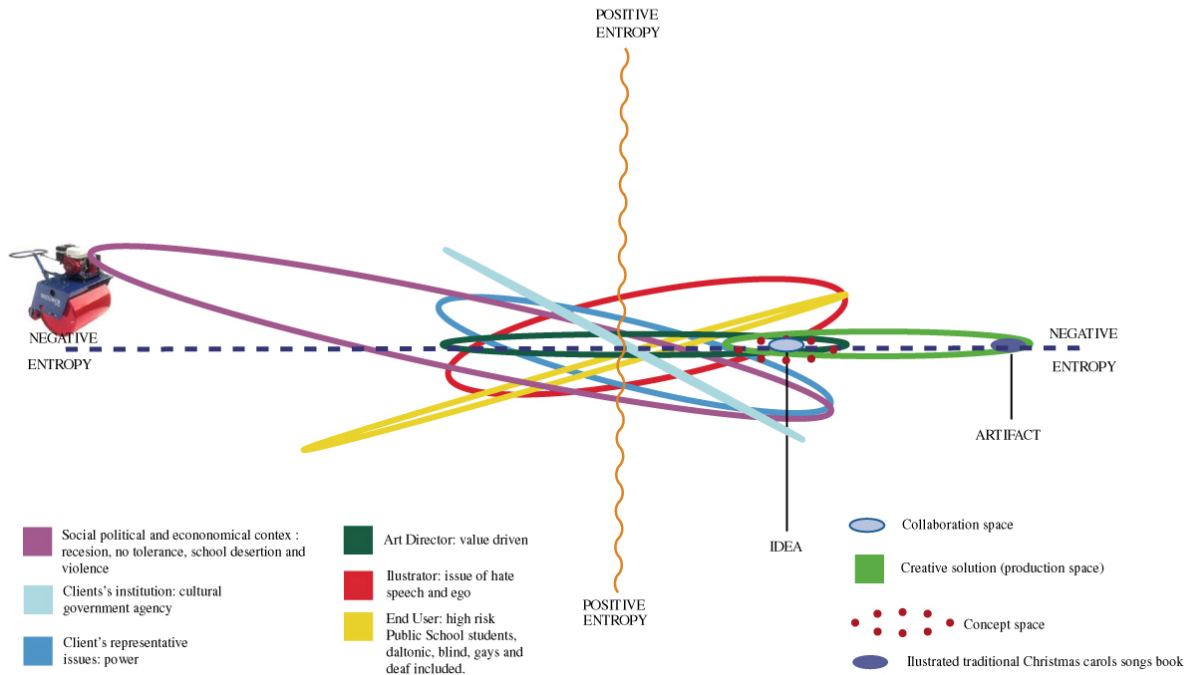 POSITIVE
ENTROPY
NEGATIVE
ENTROPY
NEGATIVE
ENTROPY
ARTIFACT
IDEA
POSITIVE
ENTROPY
Social political and econonomical contex :
recesion, no tolerance, school desertion and
violence
Clients's institution: cultural
government agency
Client's representative
issues: power
Art Director: value driven
Ilustrator: issue of hate
speech and ego
End User: high risk
Public School students,
daltonic, blind, gays and
deaf included.
Collaboration space
Creative solution (production space)
Concept space
Ilustrated traditional Christmas carols songs book